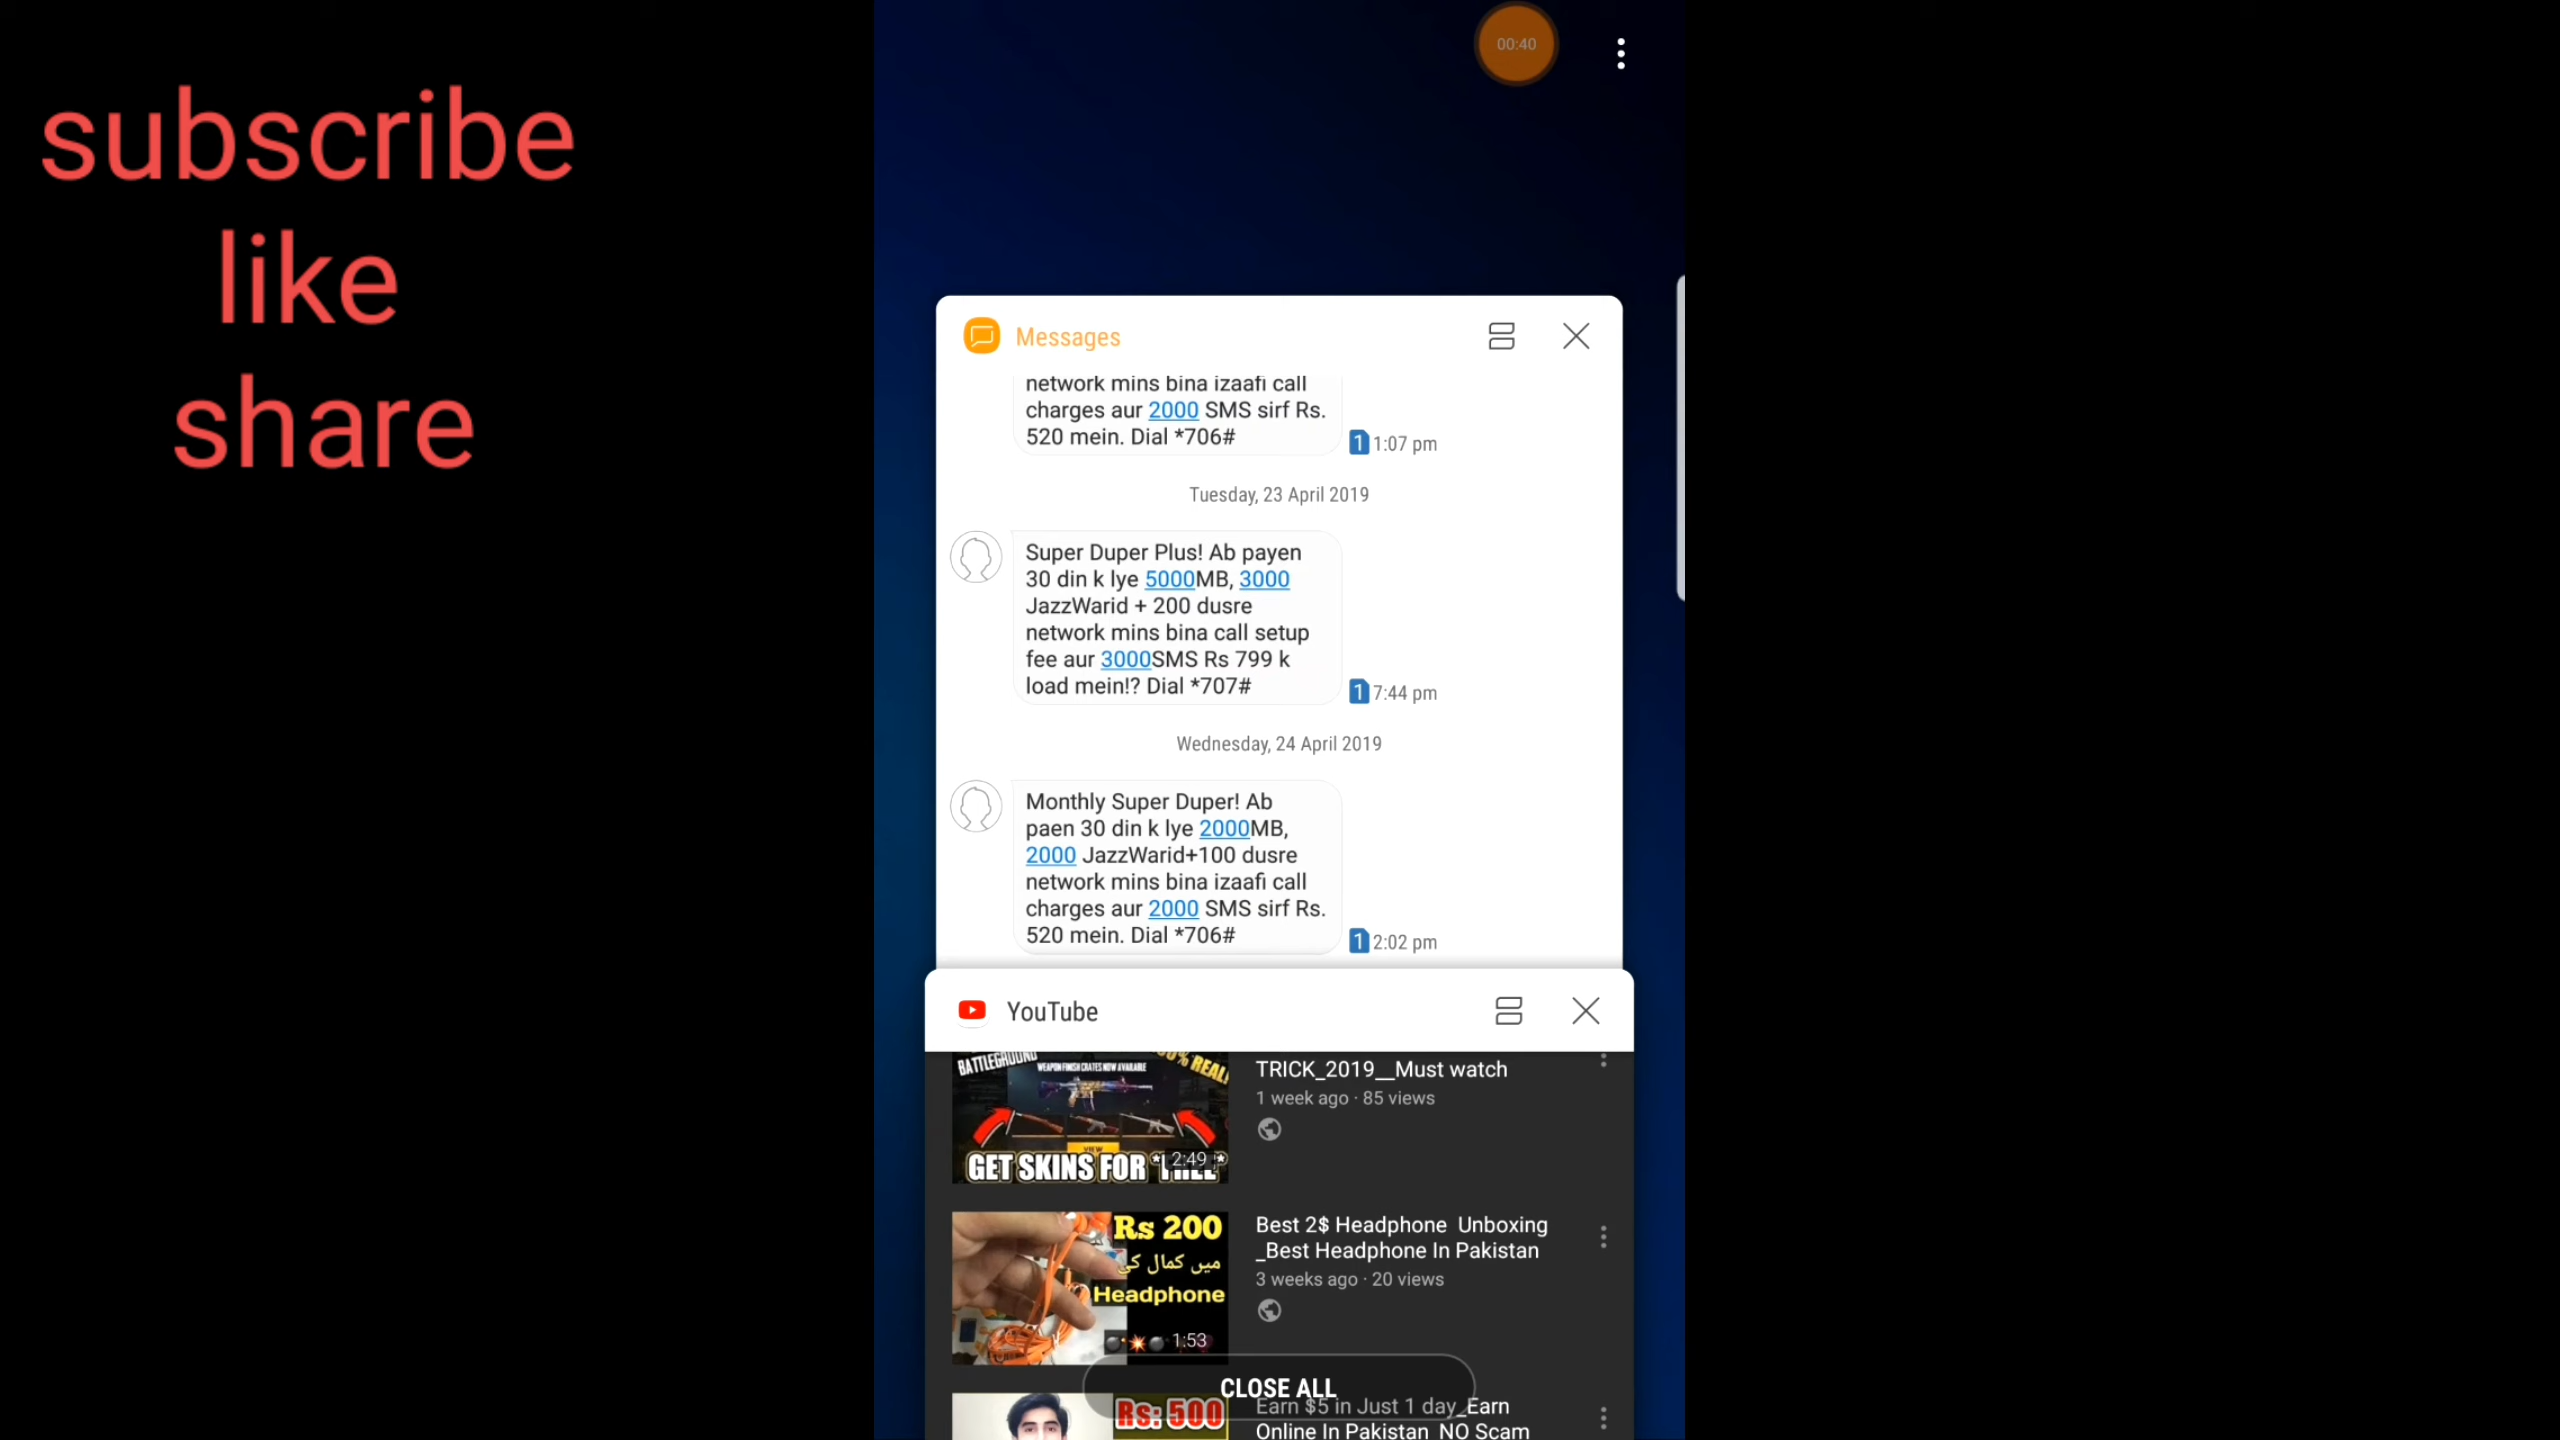 subscribe
like
share
00:40
Messages
network mins bina izaafi call
charges aur 2000 SMS sirf Rs.
520 mein. Dial *706#
1 1:07 pm
Tuesday, 23 April 2019
Super Duper Plus! Ab payen
30 din k lye 5000MB, 3000
JazzWarid + 200 dusre
network mins bina call setup
fee aur 3000SMS Rs 799 k
load mein!? Dial *707#
1 7:44 pm
Wednesday, 24 April 2019
Monthly Super Duper! Ab
paen 30 din k lye 2000MB,
2000 JazzWarid+100 dusre
network mins bina izaafi call
charges aur 2000 SMS sirf Rs.
520 mein. Dial *706#
1 2:02 pm
YouTube
BATTLEGROUND
WEAPON FINISH CRATES NOW AVAILABLE
% REAL
VIEW
GET SKINS FOR
2:49
TRICK_2019__Must watch
1 week ago · 85 views
Rs 200
میں کمال کی
Headphone
1:53
Best 2$ Headphone Unboxing
_Best Headphone In Pakistan
3 weeks ago · 20 views
CLOSE ALL
Rs: 500
Earn $5 in Just 1 day_Earn
Online In Pakistan NO Scam